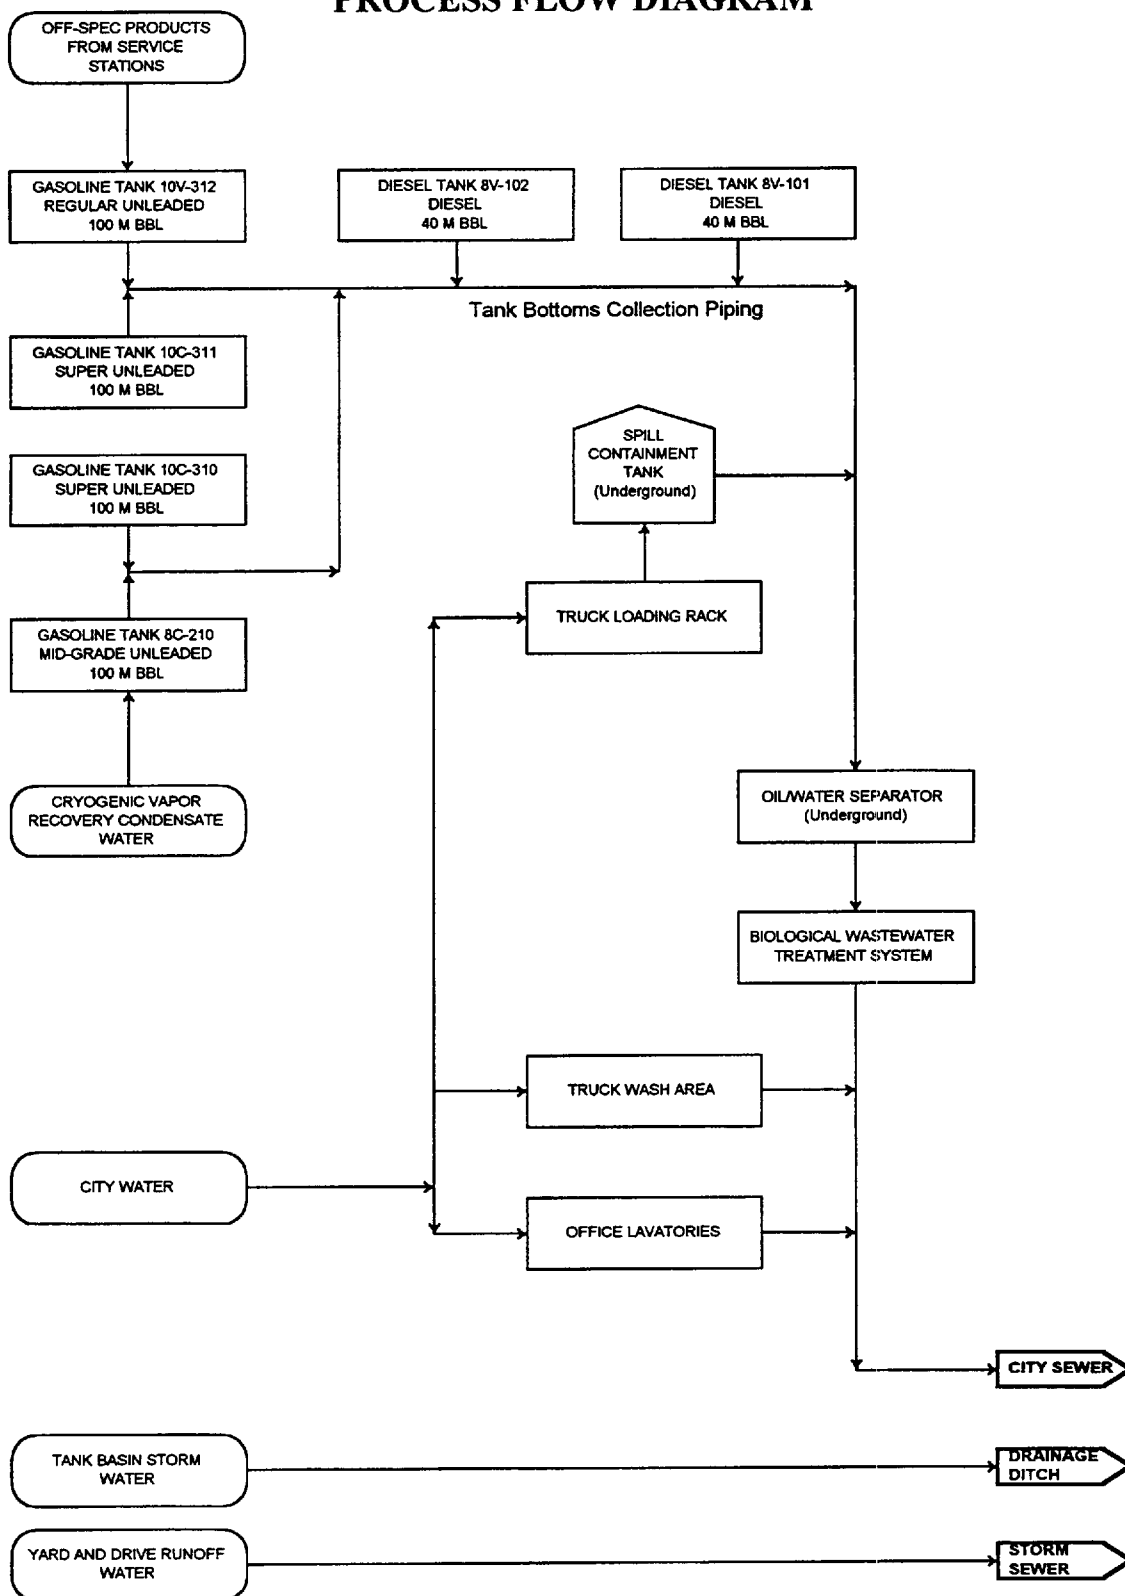 PROCESS FLOW DIAGRAM
OFF-SPEC PRODUCTS
FROM SERVICE
STATIONS
GASOLINE TANK 10V-312
REGULAR UNLEADED
100 M BBL
DIESEL TANK 8V-102
DIESEL
40 M BBL
DIESEL TANK 8V-101
DIESEL
40 M BBL
Tank Bottoms Collection Piping
GASOLINE TANK 10C-311
SUPER UNLEADED
100 M BBL
SPILL
CONTAINMENT
TANK
(Underground)
GASOLINE TANK 10C-310
SUPER UNLEADED
100 M BBL
TRUCK LOADING RACK
GASOLINE TANK 8C-210
MID-GRADE UNLEADED
100 M BBL
OIL/WATER SEPARATOR
(Underground)
CRYOGENIC VAPOR
RECOVERY CONDENSATE
WATER
BIOLOGICAL WASTEWATER
TREATMENT SYSTEM
TRUCK WASH AREA
CITY WATER
OFFICE LAVATORIES
CITY SEWER
TANK BASIN STORM
WATER
DRAINAGE
DITCH
YARD AND DRIVE RUNOFF
WATER
STORM
SEWER